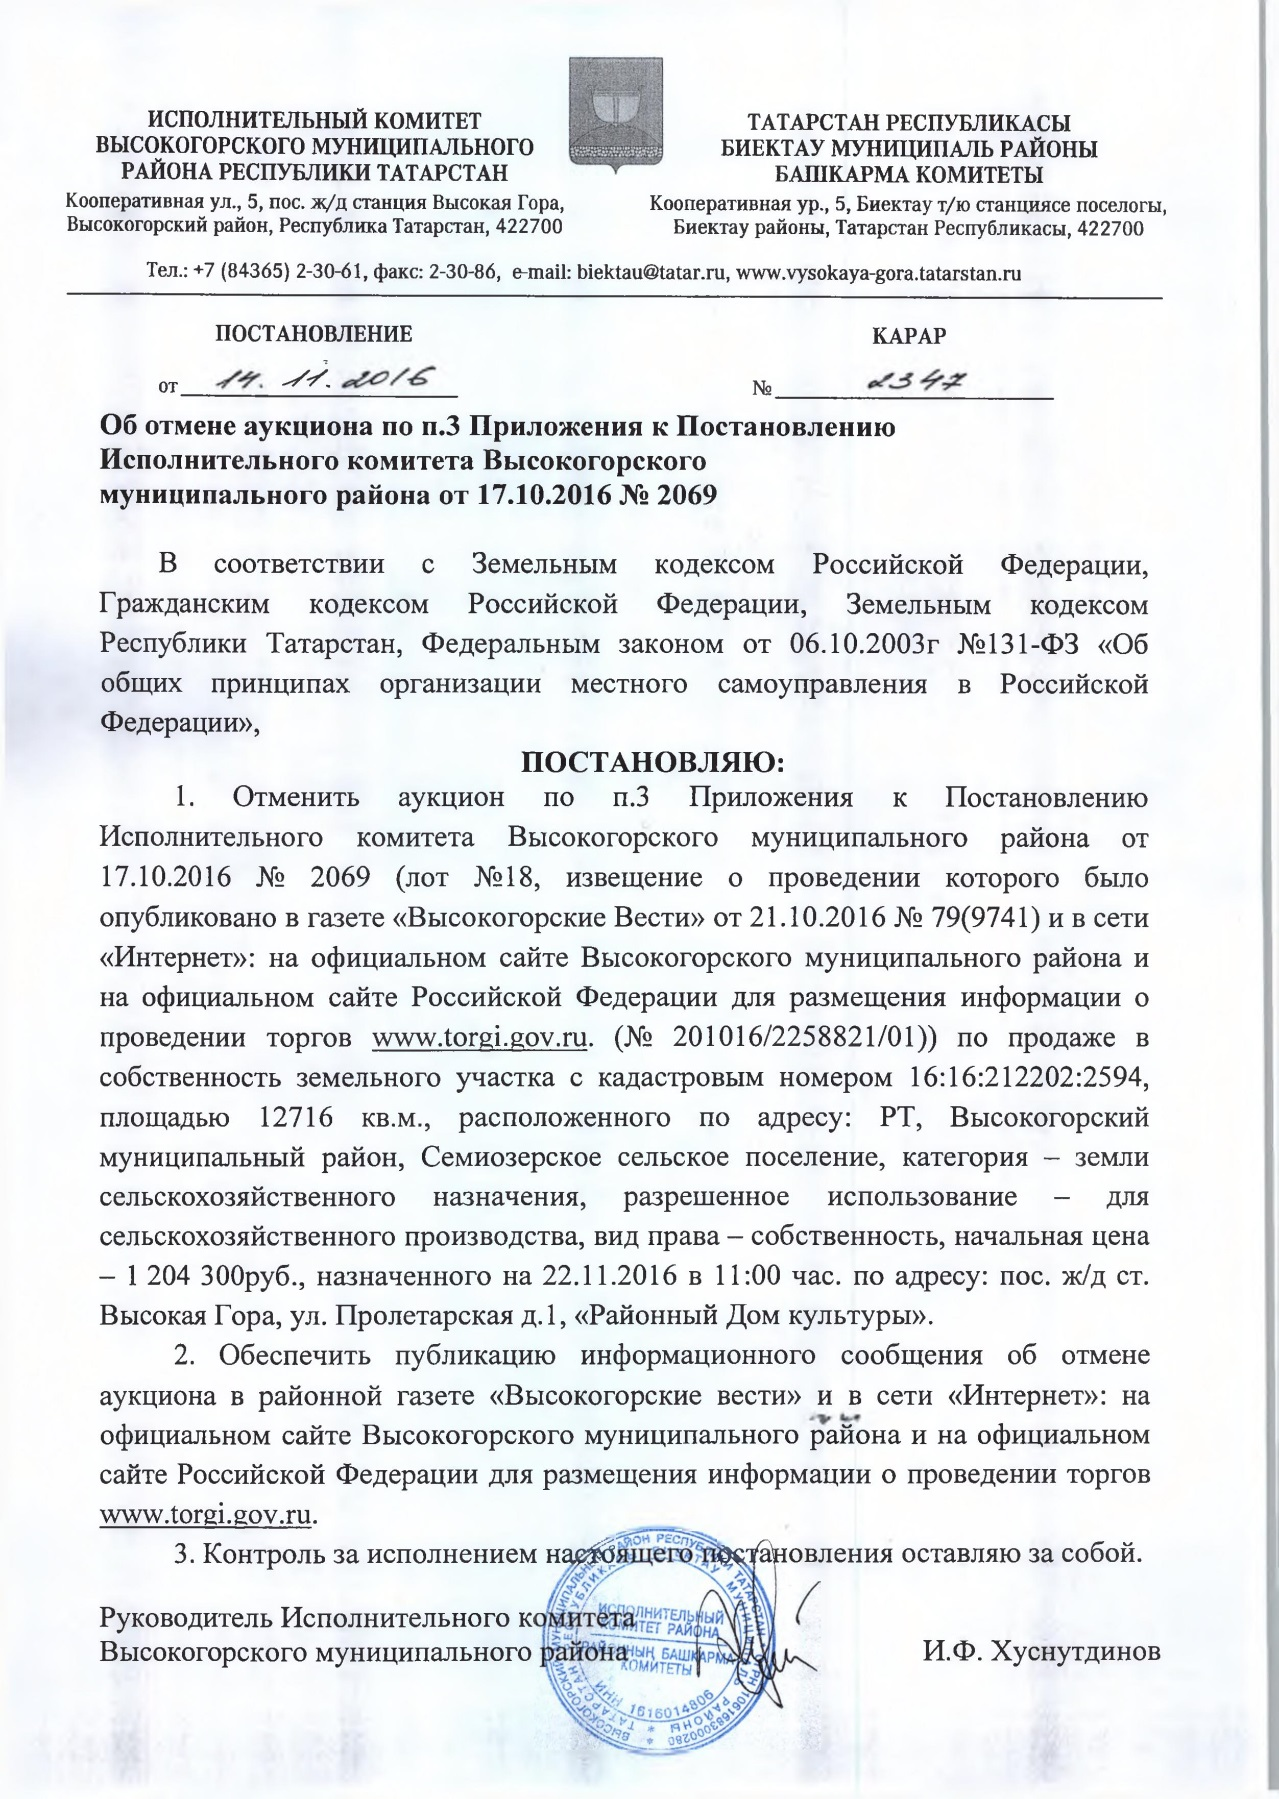 ИСПОЛНИТЕЛЬНЫЙ КОМИТЕТ
ВЫСОКОГОРСКОГО МУНИЦИПАЛЬНОГО
РАЙОНА РЕСПУБЛИКИ ТАТАРСТАН
Кооперативная ул., 5, пос. ж/д станция Высокая Гора,
Высокогорский район, Республика Татарстан, 422700
ТАТАРСТАН РЕСПУБЛИКАСЫ
БИЕКТАУ МУНИЦИПАЛЬ РАЙОНЫ
БАШКАРМА КОМИТЕТЫ
Кооперативная ур., 5, Биектау т/ю станциясе поселогы,
Биектау районы, Татарстан Республикасы, 422700
Тел.: +7 (84365) 2-30-61, факс: 2-30-86, e-mail: biektau@tatar.ru, www.vysokaya-gora.tatarstan.ru
ПОСТАНОВЛЕНИЕ
КАРАР
от 14. 11. 2016
№ 2347
Об отмене аукциона по п.3 Приложения к Постановлению
Исполнительного комитета Высокогорского
муниципального района от 17.10.2016 № 2069
В соответствии с Земельным кодексом Российской Федерации,
Гражданским кодексом Российской Федерации, Земельным кодексом
Республики Татарстан, Федеральным законом от 06.10.2003г №131-ФЗ «Об
общих принципах организации местного самоуправления в Российской
Федерации»,
ПОСТАНОВЛЯЮ:
1. Отменить аукцион по п.3 Приложения к Постановлению
Исполнительного комитета Высокогорского муниципального района от
17.10.2016 № 2069 (лот №18, извещение о проведении которого было
опубликовано в газете «Высокогорские Вести» от 21.10.2016 № 79(9741) и в сети
«Интернет»: на официальном сайте Высокогорского муниципального района и
на официальном сайте Российской Федерации для размещения информации о
проведении торгов www.torgi.gov.ru. (№ 201016/2258821/01)) по продаже в
собственность земельного участка с кадастровым номером 16:16:212202:2594,
площадью 12716 кв.м., расположенного по адресу: РТ, Высокогорский
муниципальный район, Семиозерское сельское поселение, категория – земли
сельскохозяйственного назначения, разрешенное использование – для
сельскохозяйственного производства, вид права – собственность, начальная цена
– 1 204 300руб., назначенного на 22.11.2016 в 11:00 час. по адресу: пос. ж/д ст.
Высокая Гора, ул. Пролетарская д.1, «Районный Дом культуры».
2. Обеспечить публикацию информационного сообщения об отмене
аукциона в районной газете «Высокогорские вести» и в сети «Интернет»: на
официальном сайте Высокогорского муниципального района и на официальном
сайте Российской Федерации для размещения информации о проведении торгов
www.torgi.gov.ru.
3. Контроль за исполнением настоящего постановления оставляю за собой.
Руководитель Исполнительного комитета
Высокогорского муниципального района
И.Ф. Хуснутдинов
ИСПОЛНИТЕЛЬНЫЙ
КОМИТЕТ РАЙОНА
РАЙОННЫҢ БАШКАРМА
КОМИТЕТЫ
ИНН 1616014806